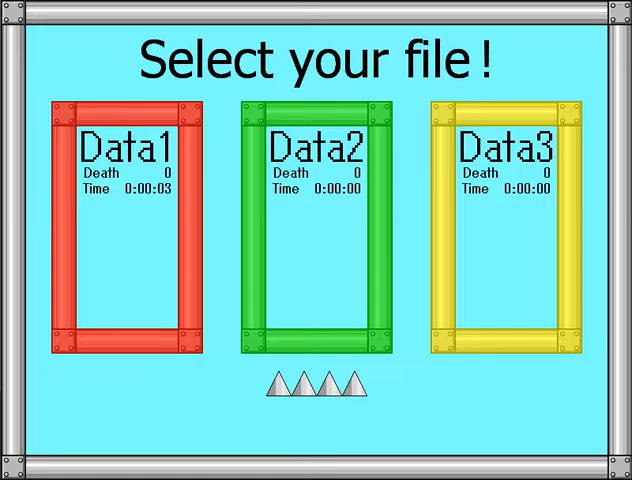 Select your file!
Data1
Death 0
Time 0:00:03
Data2
Death 0
Time 0:00:00
Data3
Death 0
Time 0:00:00